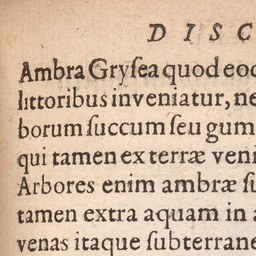 DISC
Ambra Gryſea quod eod
littoribus inveniatur, ne
borum ſuccum ſeu gum
qui tamen ex terræ veni
Arbores enim ambræ ſu
tamen extra aquam in a
venas itaque ſubterrane